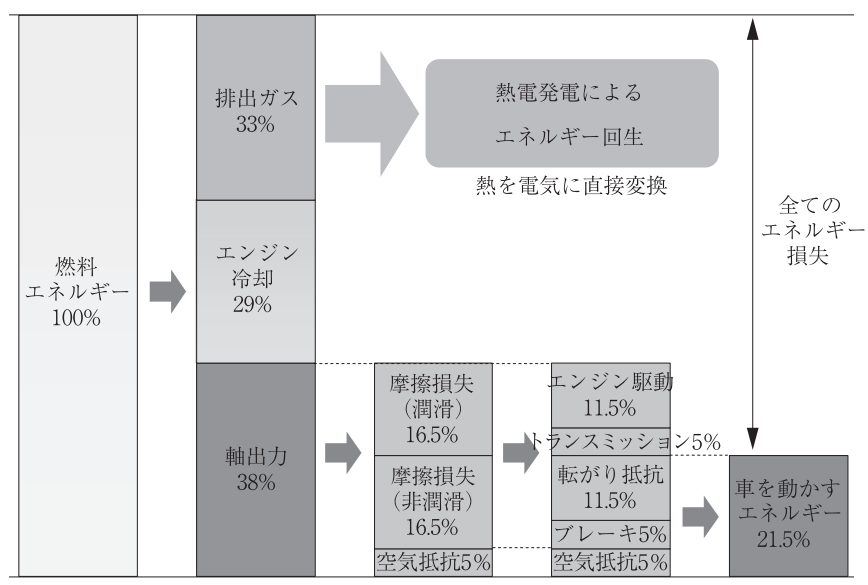 燃料
エネルギー
100%
排出ガス
33%
エンジン
冷却
29%
軸出力
38%
熱電発電による
エネルギー回生
熱を電気に直接変換
摩擦損失
（潤滑）
16.5%
摩擦損失
（非潤滑）
16.5%
空気抵抗5%
エンジン駆動
11.5%
トランスミッション5%
転がり抵抗
11.5%
ブレーキ5%
空気抵抗5%
全ての
エネルギー
損失
車を動かす
エネルギー
21.5%